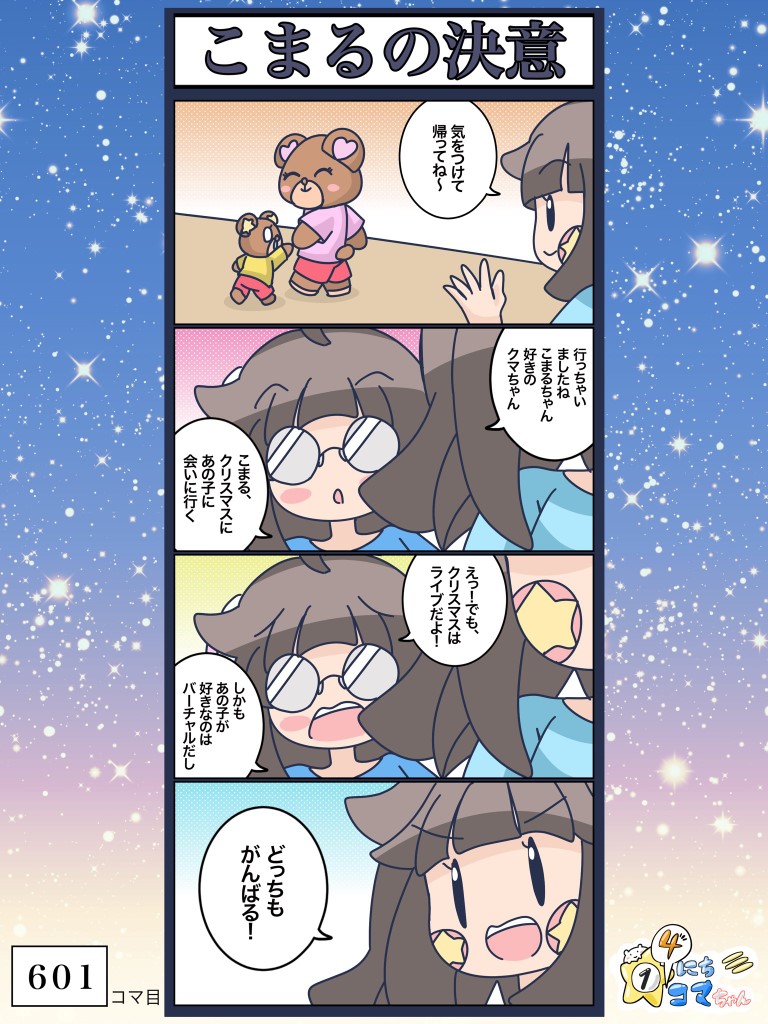 こまるの決意
気をつけて
帰ってね〜
行っちゃい
ましたね
こまるちゃん
好きの
クマちゃん
こまる、
クリスマスに
あの子に
会いに行く
えっ！でも、
クリスマスは
ライブだよ！
しかも
あの子が
好きなのは
バーチャルだし
どっちも
がんばる！
601
コマ目
1
にち
4
コマ
ちゃん